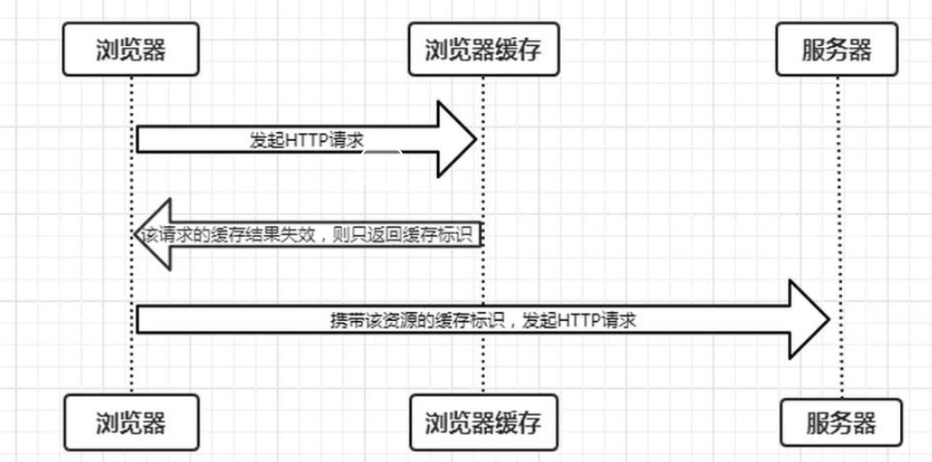 浏览器
浏览器缓存
服务器
发起HTTP请求
该请求的缓存结果失效，则只返回缓存标识
携带该资源的缓存标识，发起HTTP请求
浏览器
浏览器缓存
服务器